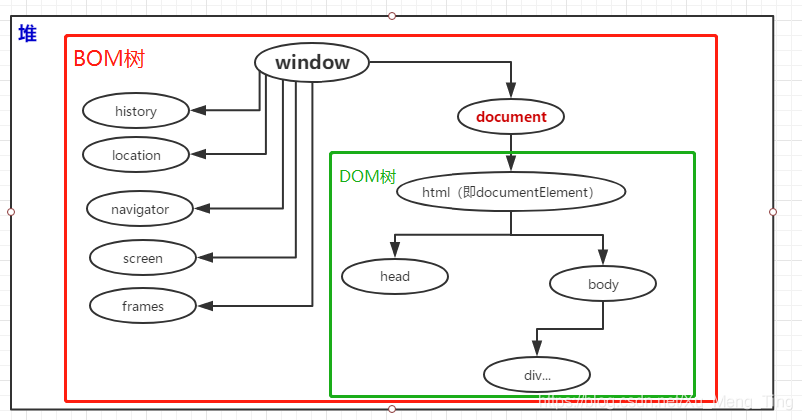 堆
BOM树
window
history
document
location
DOM树
html（即documentElement）
navigator
screen
head
body
frames
div...
https://blog.csdn.net/Xu_Meng_Ting